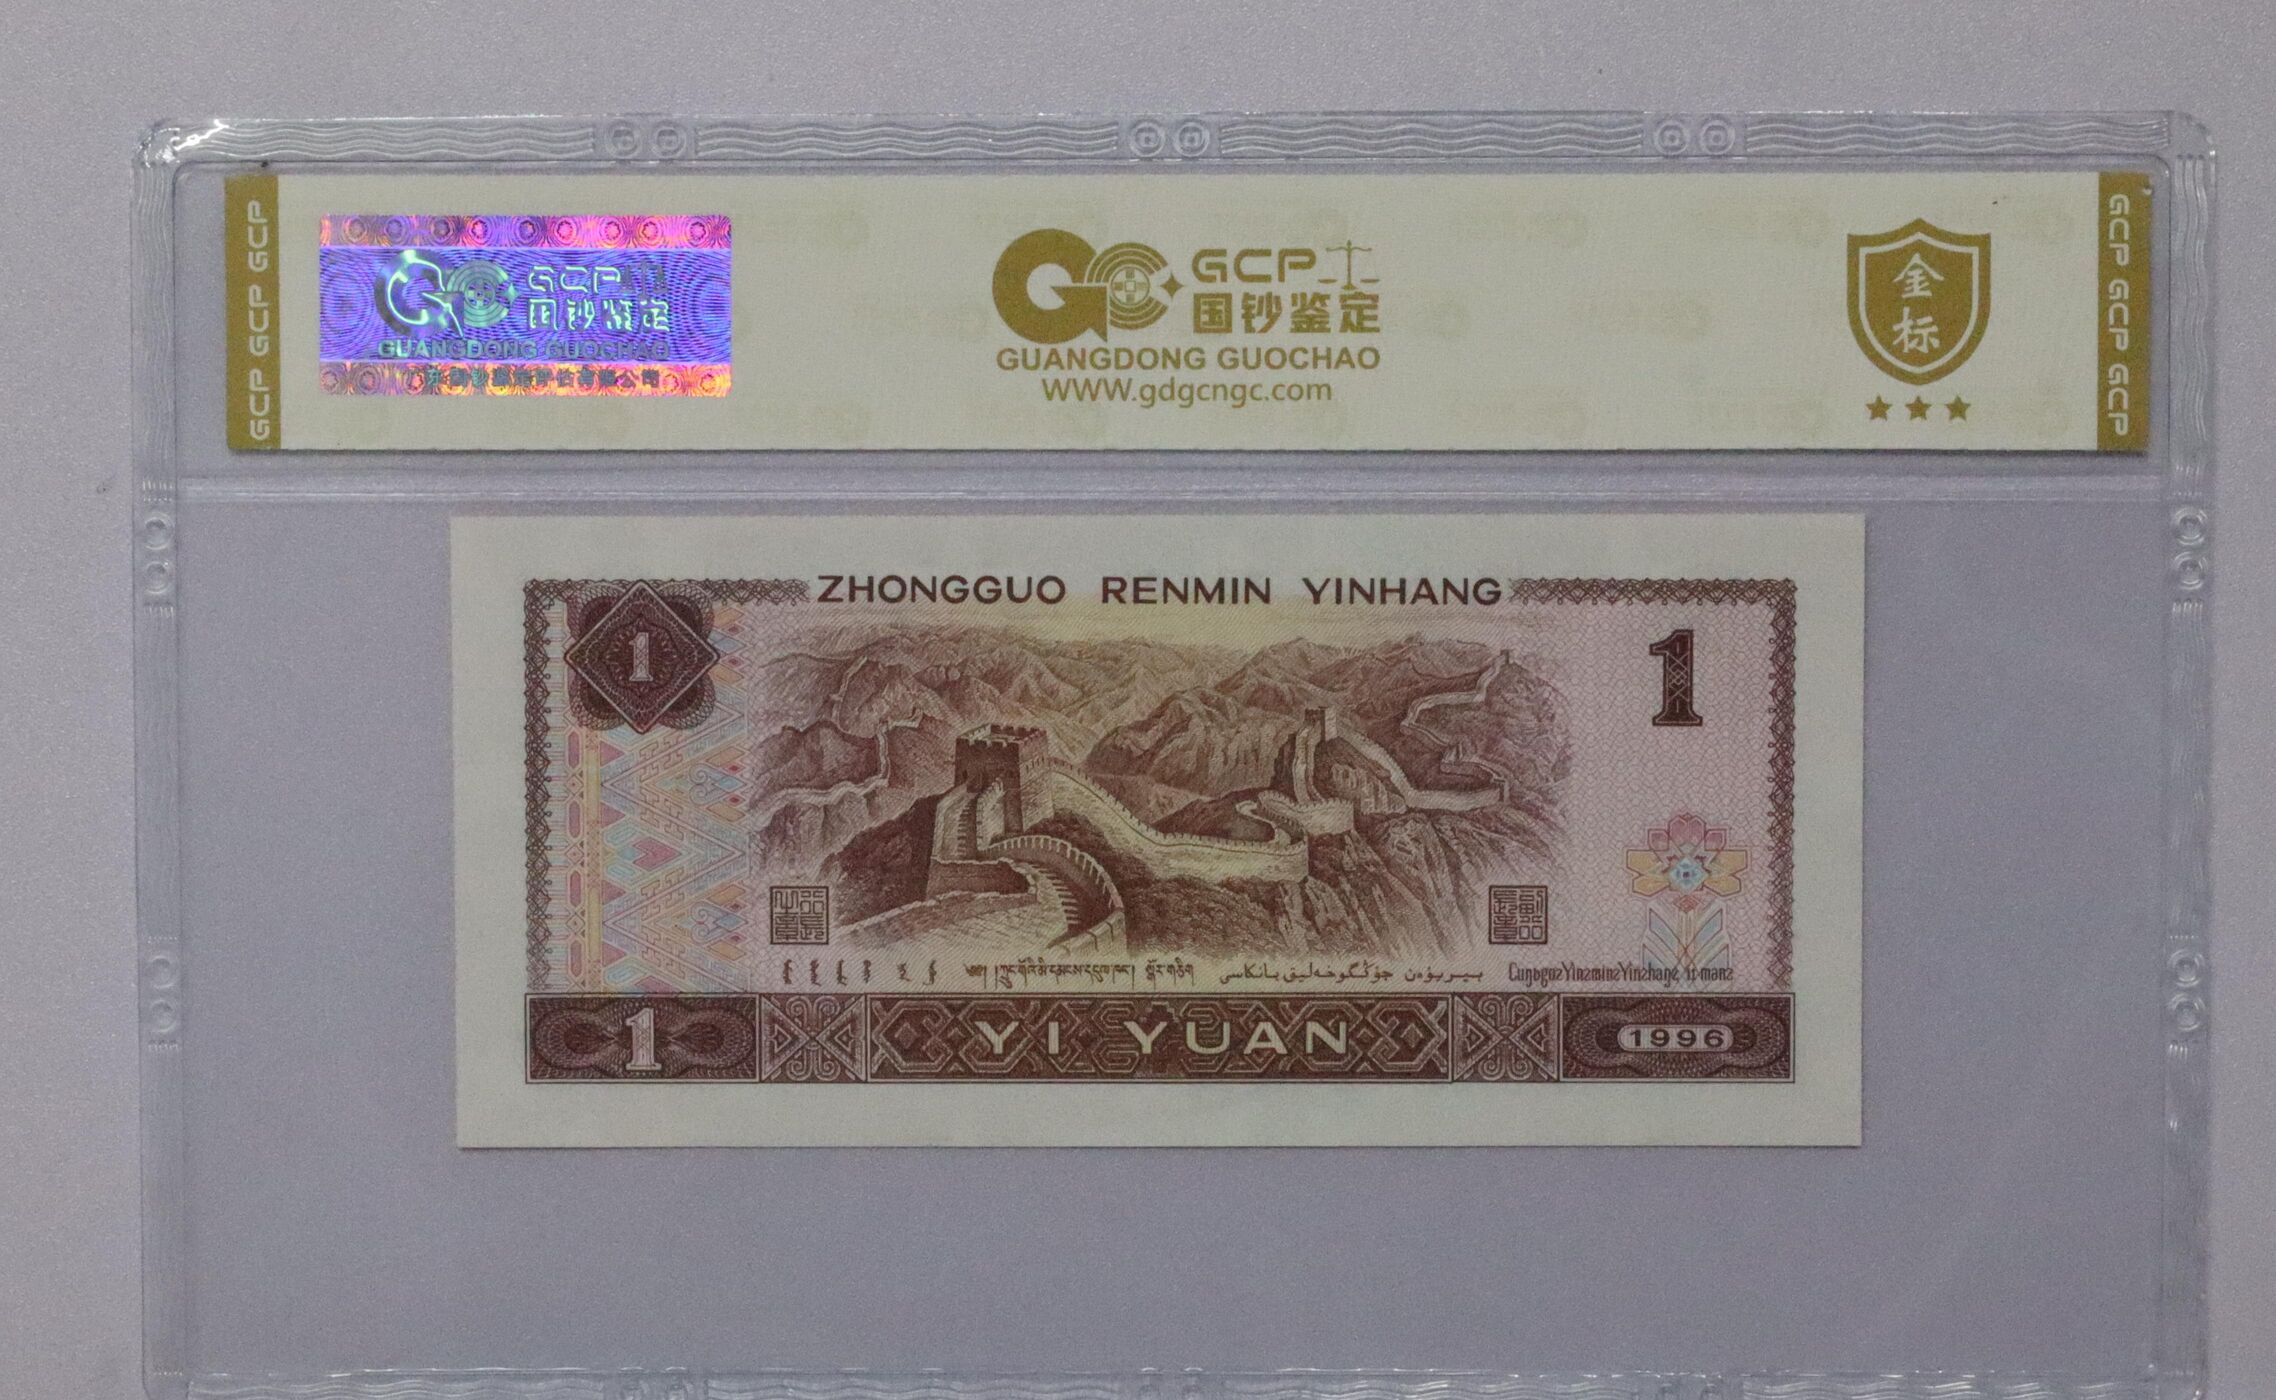 GCP GCP GCP
GCP
国钞鉴定
GUANGDONG GUOCHAO
GCP
国钞鉴定
GUANGDONG GUOCHAO
WWW.gdgcngc.com
金标
GCP GCP GCP
ZHONGGUO RENMIN YINHANG
1
1
1
YI YUAN
1996